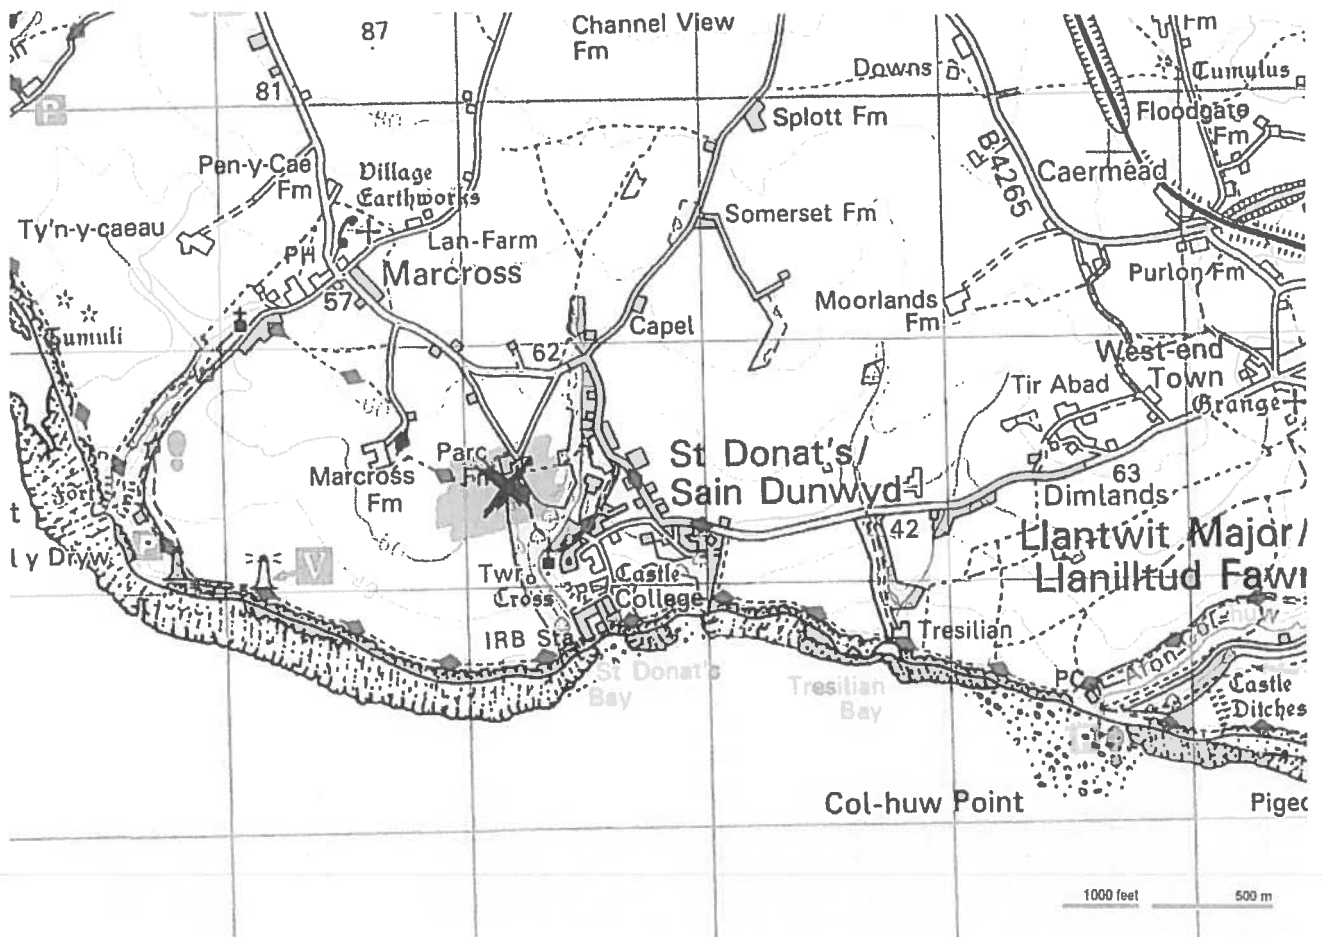 87
Channel View
Fm
Fm
Downs
Cumulus
81
Splott Fm
Floodgate
Fm
B4265
Pen-y-Cae
Fm
Village
Earthworks
Caermead
Ty'n-y-caeau
Somerset Fm
PH
Lan-Farm
Marcross
Purlon Fm
57
Moorlands
Fm
Capel
Tumuli
62
West-end
Town
Tir Abad
Grange
Parc
Fm
St Donat's/
Sain Dunwyd
Marcross
Fm
63
Dimlands
Fort
42
Llantwit Major/
Llanilltud Fawr
t
l y Dryw
P
V
Twr
Cross
Castle
College
IRB Sta
Tresilian
Afon Col-huw
St Donat's
Bay
Tresilian
Bay
PC
Castle
Ditches
P
Col-huw Point
Pigeo
1000 feet
500 m